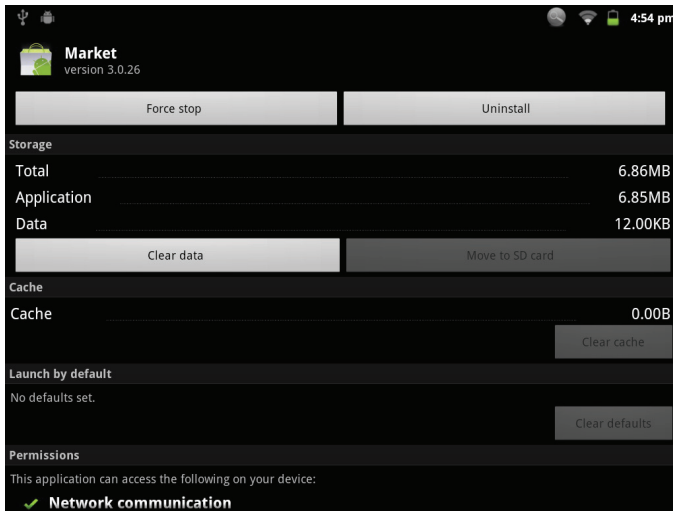 4:54 pm
Market
version 3.0.26
Force stop Uninstall
Storage
Total 6.86MB
Application 6.85MB
Data 12.00KB
Clear data Move to SD card
Cache
Cache 0.00B
Clear cache
Launch by default
No defaults set.
Clear defaults
Permissions
This application can access the following on your device:
Network communication